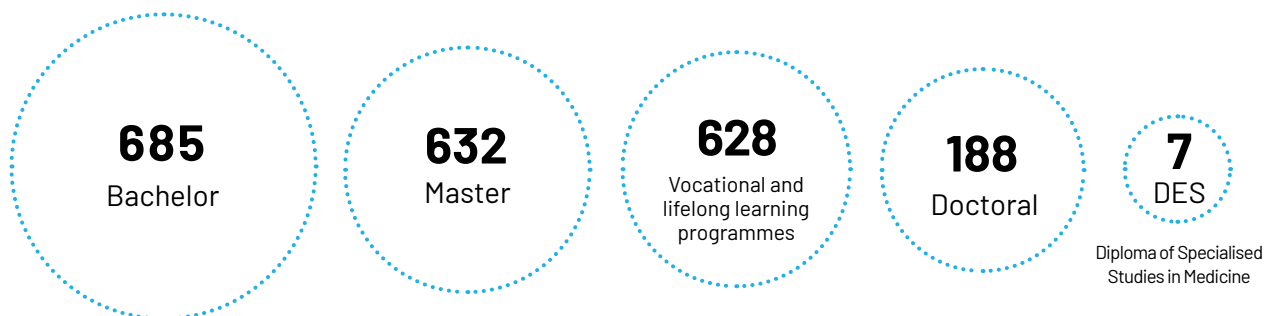 685
Bachelor
632
Master
628
Vocational and
lifelong learning
programmes
188
Doctoral
7
DES
Diploma of Specialised
Studies in Medicine